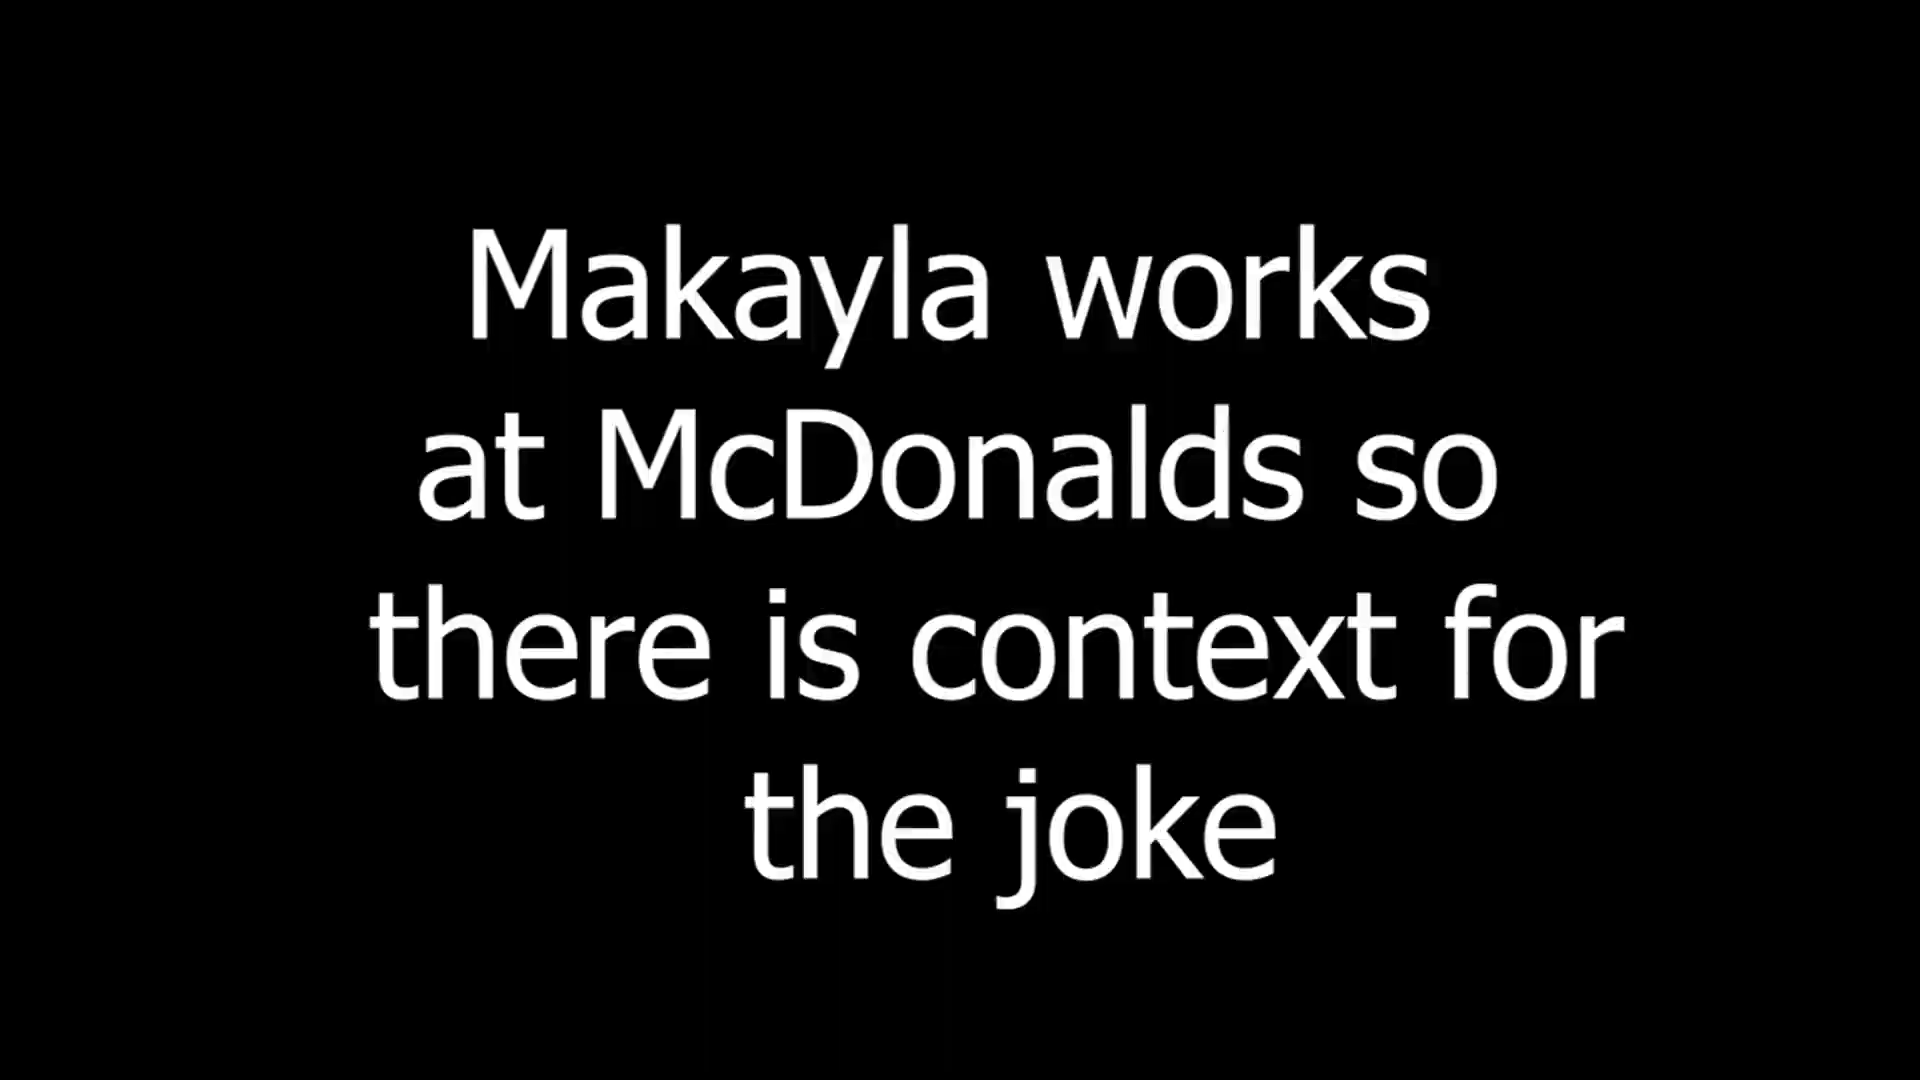 Makayla works
at McDonalds so
there is context for
the joke